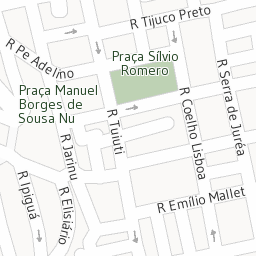 R Tijuco Preto
R Pe Adelino
Praça Sílvio
Romero
R Serra de Juréa
Praça Manuel
Borges de
Sousa Nu
R Coelho Lisboa
R Tuiuti
R Jarinu
R Ipiguá
R Elisiário
R Emílio Mallet